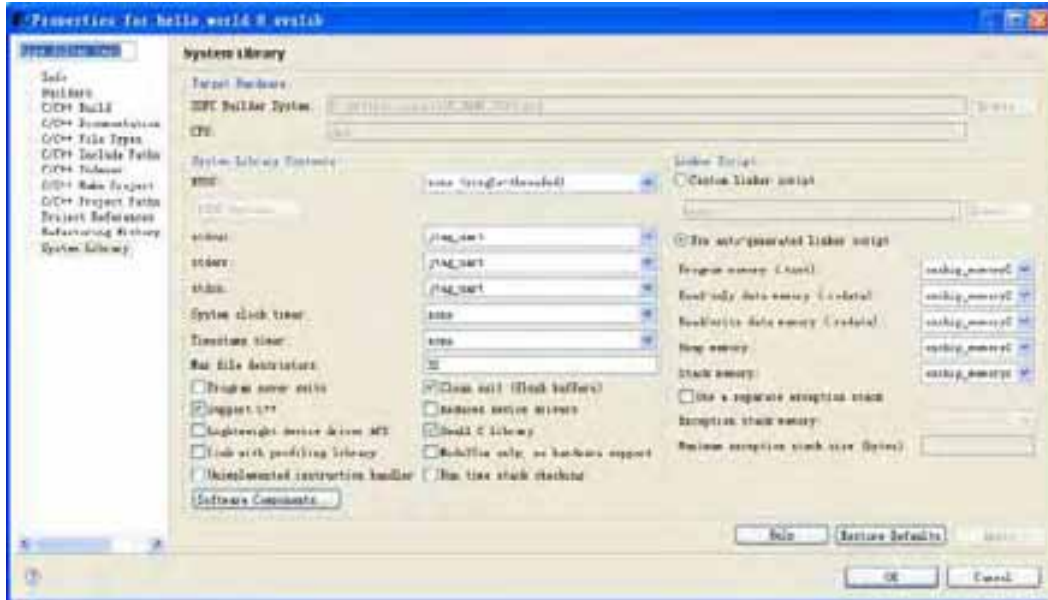 Properties for hello_world_0_syslib
System Library
Info
Builders
C/C++ Build
C/C++ Documentation
C/C++ File Types
C/C++ Include Paths
C/C++ Indexer
C/C++ Make Project
C/C++ Project Paths
Project References
Refactoring History
System Library
Target Hardware
SOPC Builder System:
CPU:
System Library Contents
RTOS: none (single-threaded)
stdout: jtag_uart
stderr: jtag_uart
stdin: jtag_uart
System clock timer: none
Timestamp timer: none
Max file descriptors: 32
Program never exits
Clean exit (flush buffers)
Support C++
Reduced device drivers
Lightweight device driver API
Small C library
Link with profiling library
ModelSim only, no hardware support
Unimplemented instruction handler
Run time stack checking
Software Components...
Linker Script
Custom linker script
Use auto-generated linker script
Program memory (.text):
Read-only data memory (.rodata):
Read/write data memory (.rwdata):
Heap memory:
Stack memory:
Use a separate exception stack
Exception stack memory:
Maximum exception stack size (bytes):
Help
Restore Defaults
Apply
OK
Cancel